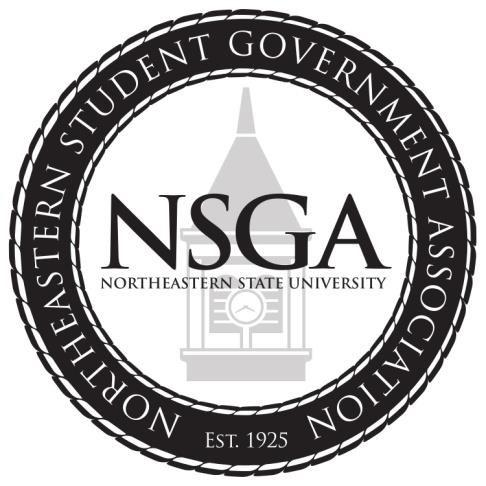 NORTHEASTERN STUDENT GOVERNMENT ASSOCIATION
NSGA
NORTHEASTERN STATE UNIVERSITY
EST. 1925